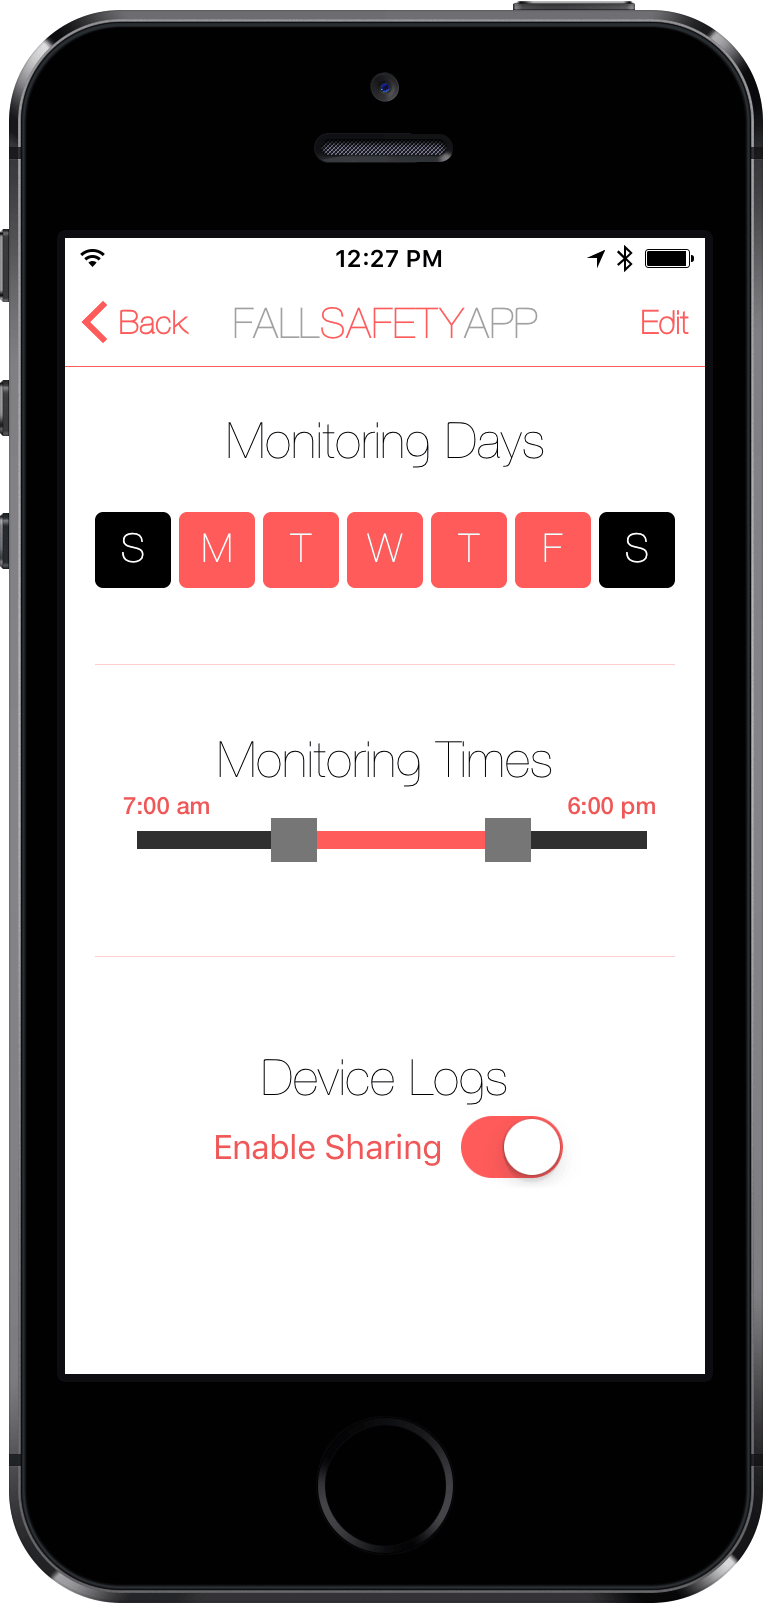 12:27 PM
Back FALLSAFETYAPP Edit
Monitoring Days
S M T W T F S
Monitoring Times
7:00 am 6:00 pm
Device Logs
Enable Sharing